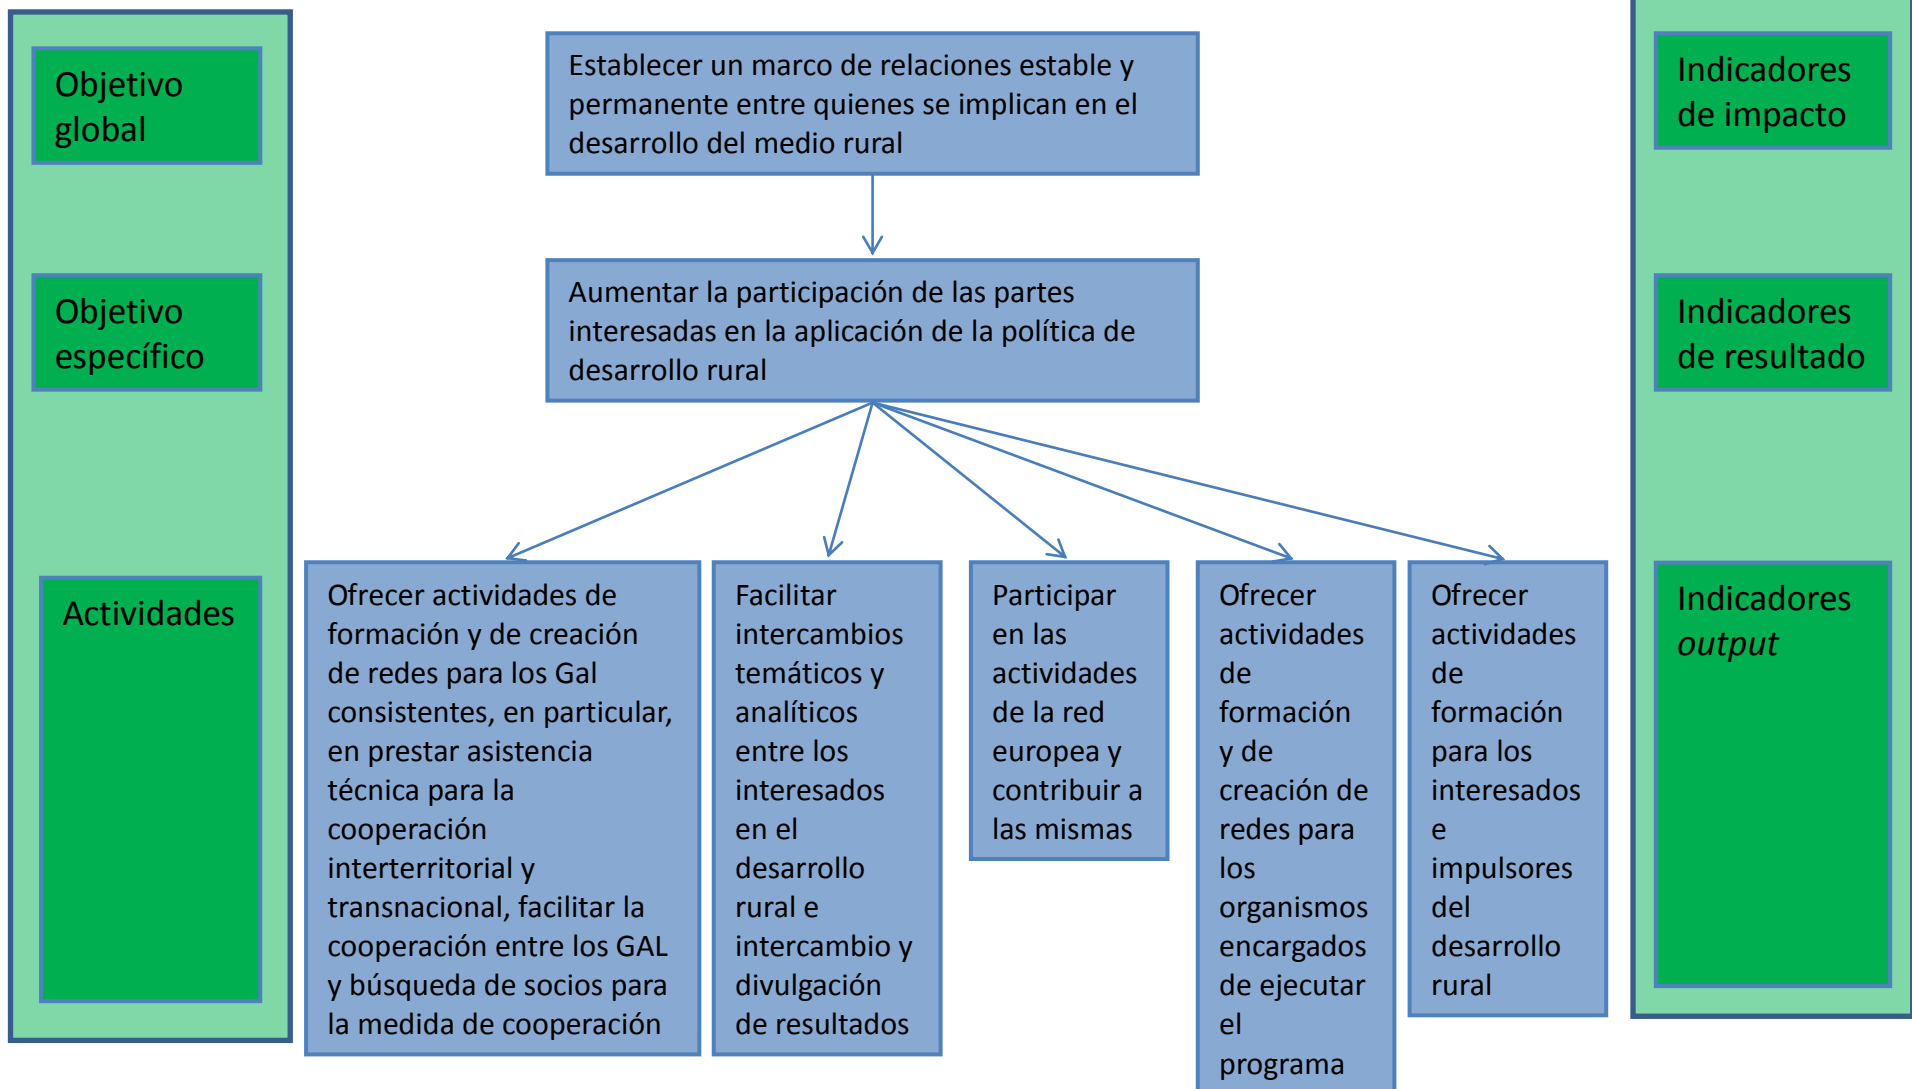 Objetivo
global
Establecer un marco de relaciones estable y
permanente entre quienes se implican en el
desarrollo del medio rural
Indicadores
de impacto
Objetivo
específico
Aumentar la participación de las partes
interesadas en la aplicación de la política de
desarrollo rural
Indicadores
de resultado
Actividades
Ofrecer actividades de
formación y de creación
de redes para los Gal
consistentes, en particular,
en prestar asistencia
técnica para la
cooperación
interterritorial y
transnacional, facilitar la
cooperación entre los GAL
y búsqueda de socios para
la medida de cooperación
Facilitar
intercambios
temáticos y
analíticos
entre los
interesados
en el
desarrollo
rural e
intercambio y
divulgación
de resultados
Participar
en las
actividades
de la red
europea y
contribuir a
las mismas
Ofrecer
actividades
de
formación
y de
creación de
redes para
los
organismos
encargados
de ejecutar
el
programa
Ofrecer
actividades
de
formación
para los
interesados
e
impulsores
del
desarrollo
rural
Indicadores
output